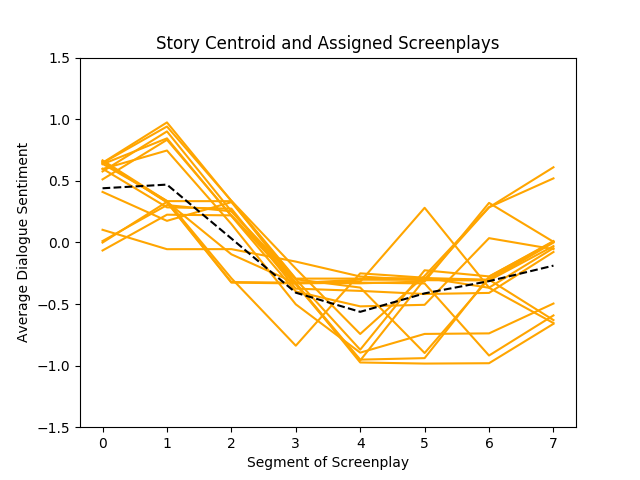 Story Centroid and Assigned Screenplays
1.5
1.0
0.5
0.0
−0.5
−1.0
−1.5
Average Dialogue Sentiment
0 1 2 3 4 5 6 7
Segment of Screenplay